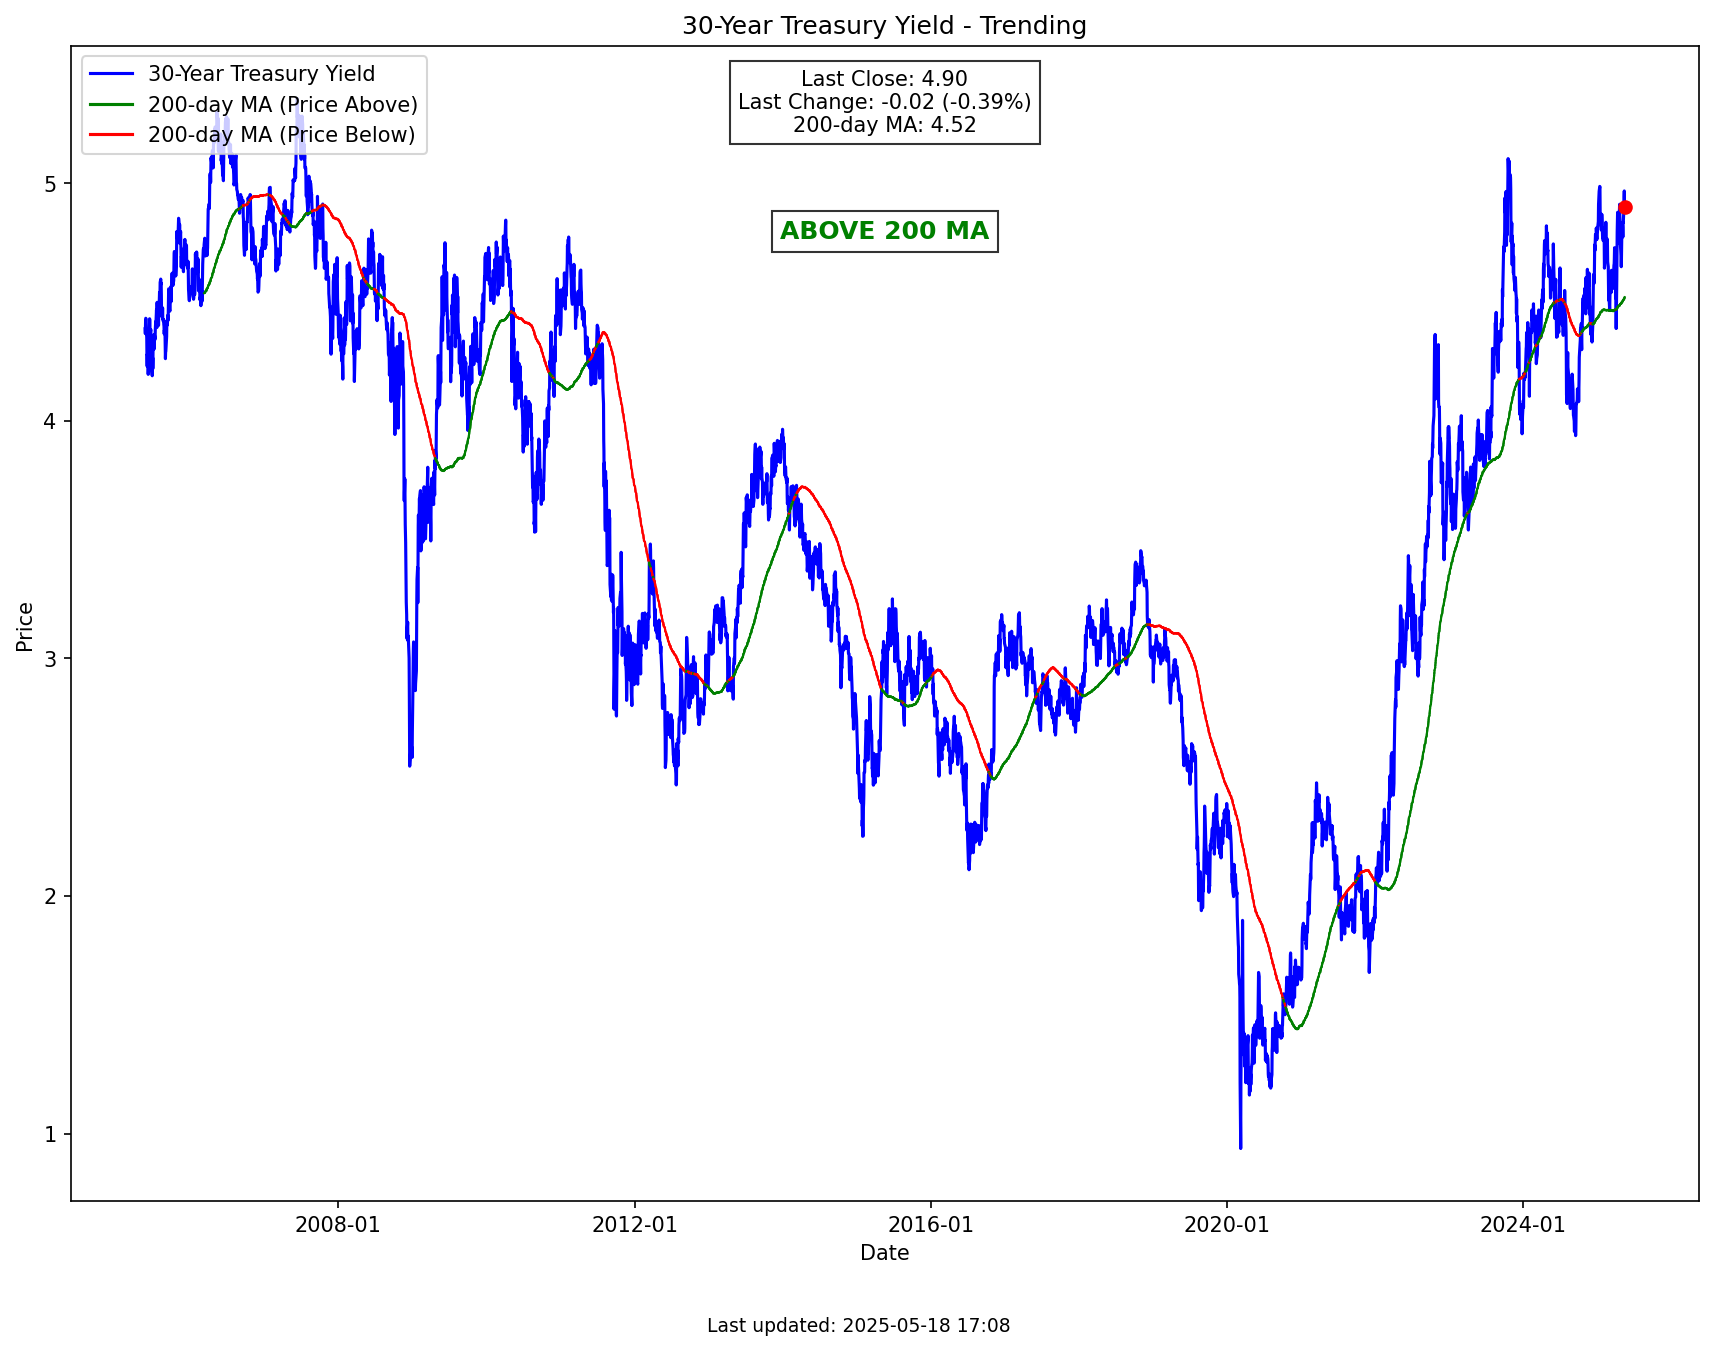 30-Year Treasury Yield - Trending
30-Year Treasury Yield
200-day MA (Price Above)
200-day MA (Price Below)
Last Close: 4.90
Last Change: -0.02 (-0.39%)
200-day MA: 4.52
ABOVE 200 MA
5
4
3
2
1
Price
2008-01
2012-01
2016-01
2020-01
2024-01
Date
Last updated: 2025-05-18 17:08